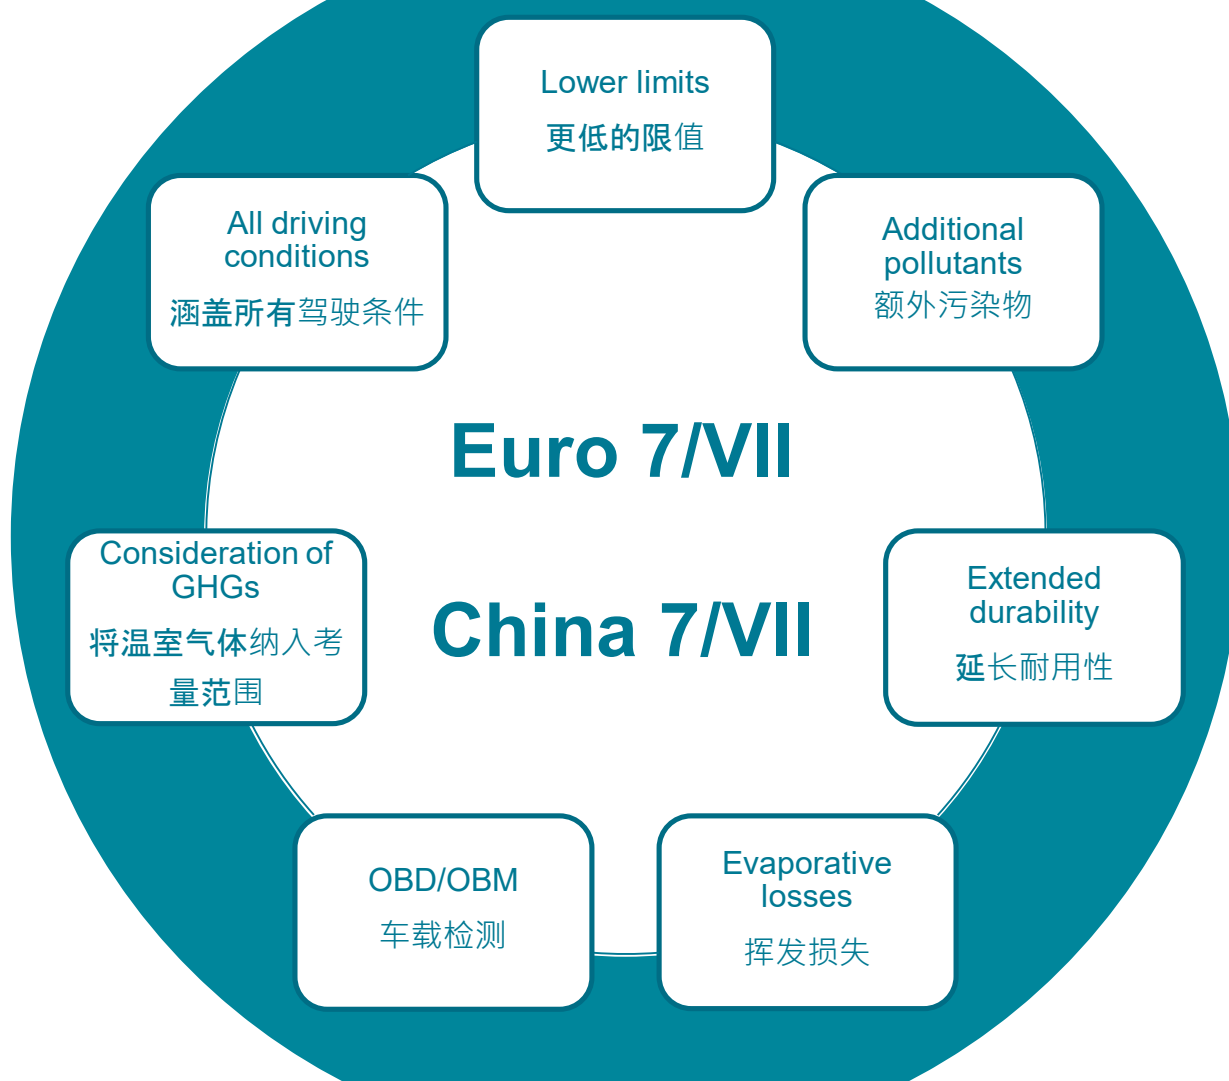 Lower limits
更低的限值
All driving
conditions
涵盖所有驾驶条件
Additional
pollutants
额外污染物
Euro 7/VII
China 7/VII
Consideration of
GHGs
将温室气体纳入考
量范围
Extended
durability
延长耐用性
OBD/OBM
车载检测
Evaporative
losses
挥发损失